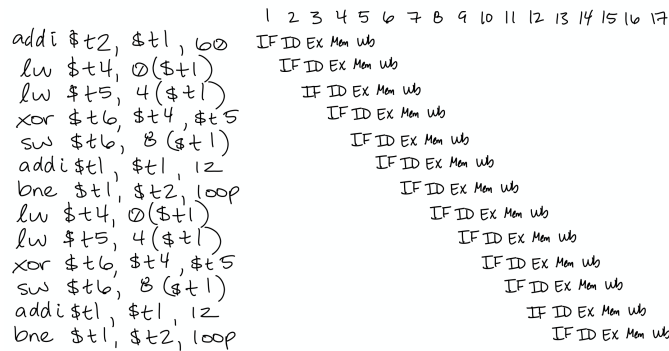 1 2 3 4 5 6 7 8 9 10 11 12 13 14 15 16 17
addi $t2, $t1, 60 IF ID Ex Mem Wb
lw $t4, 0($t1) IF ID Ex Mem Wb
lw $t5, 4($t1) IF ID Ex Mem Wb
xor $t6, $t4, $t5 IF ID Ex Mem Wb
sw $t6, 8($t1) IF ID Ex Mem Wb
addi $t1, $t1, 12 IF ID Ex Mem Wb
bne $t1, $t2, loop IF ID Ex Mem Wb
lw $t4, 0($t1) IF ID Ex Mem Wb
lw $t5, 4($t1) IF ID Ex Mem Wb
xor $t6, $t4, $t5 IF ID Ex Mem Wb
sw $t6, 8($t1) IF ID Ex Mem Wb
addi $t1, $t1, 12 IF ID Ex Mem Wb
bne $t1, $t2, loop IF ID Ex Mem Wb